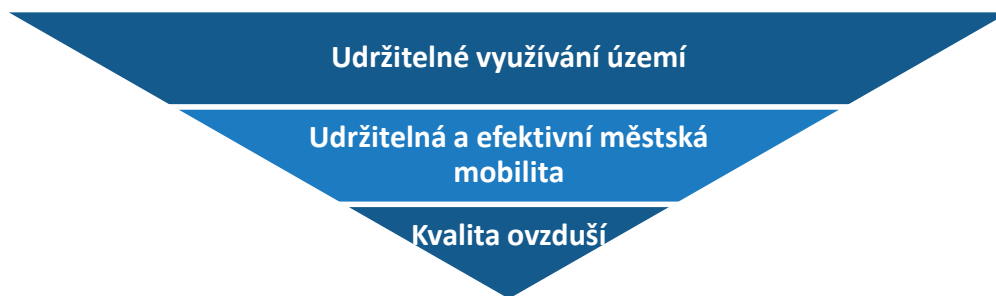 Udržitelné využívání území
Udržitelná a efektivní městská
mobilita
Kvalita ovzduší